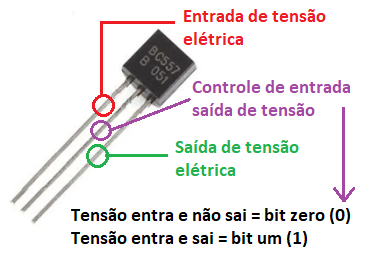 Entrada de tensão
elétrica
BC557
B 051
Controle de entrada
saída de tensão
Saída de tensão
elétrica
Tensão entra e não sai = bit zero (0)
Tensão entra e sai = bit um (1)